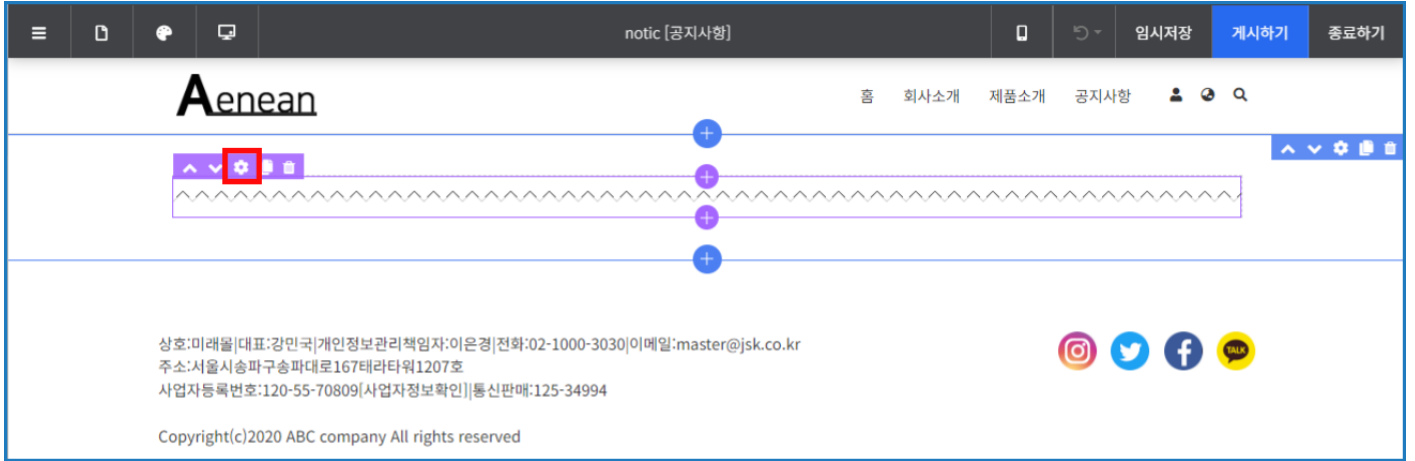 notic [공지사항]
임시저장
게시하기
종료하기
Aenean
홈 회사소개 제품소개 공지사항
상호:미래몰|대표:강민국|개인정보관리책임자:이은경|전화:02-1000-3030|이메일:master@jsk.co.kr
주소:서울시송파구송파대로167태라타워1207호
사업자등록번호:120-55-70809[사업자정보확인]|통신판매:125-34994
TALK
Copyright(c)2020 ABC company All rights reserved